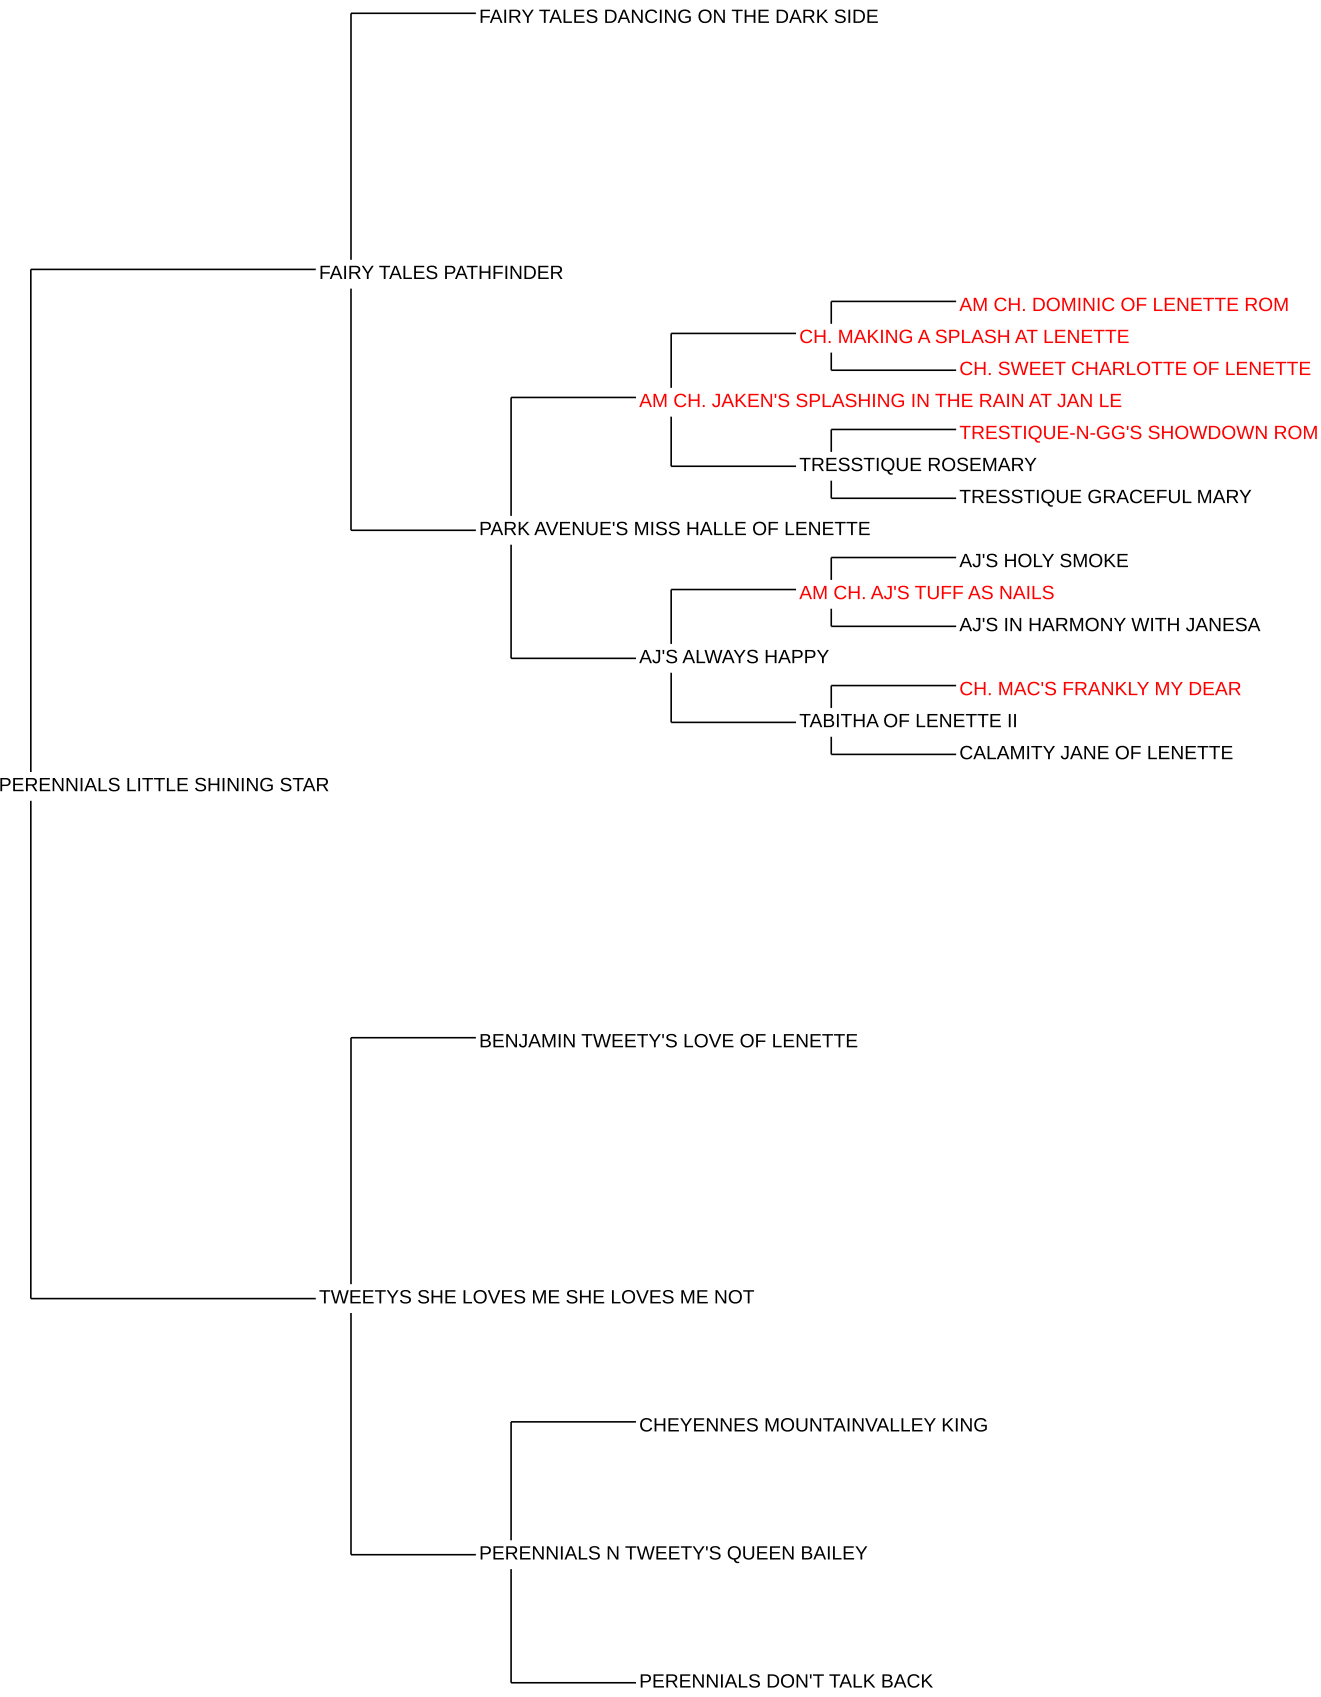 FAIRY TALES DANCING ON THE DARK SIDE
FAIRY TALES PATHFINDER
AM CH. DOMINIC OF LENETTE ROM
CH. MAKING A SPLASH AT LENETTE
CH. SWEET CHARLOTTE OF LENETTE
AM CH. JAKEN'S SPLASHING IN THE RAIN AT JAN LE
TRESTIQUE-N-GG'S SHOWDOWN ROM
TRESSTIQUE ROSEMARY
TRESSTIQUE GRACEFUL MARY
PARK AVENUE'S MISS HALLE OF LENETTE
AJ'S HOLY SMOKE
AM CH. AJ'S TUFF AS NAILS
AJ'S IN HARMONY WITH JANESA
AJ'S ALWAYS HAPPY
CH. MAC'S FRANKLY MY DEAR
TABITHA OF LENETTE II
CALAMITY JANE OF LENETTE
PERENNIALS LITTLE SHINING STAR
BENJAMIN TWEETY'S LOVE OF LENETTE
TWEETYS SHE LOVES ME SHE LOVES ME NOT
CHEYENNES MOUNTAINVALLEY KING
PERENNIALS N TWEETY'S QUEEN BAILEY
PERENNIALS DON'T TALK BACK